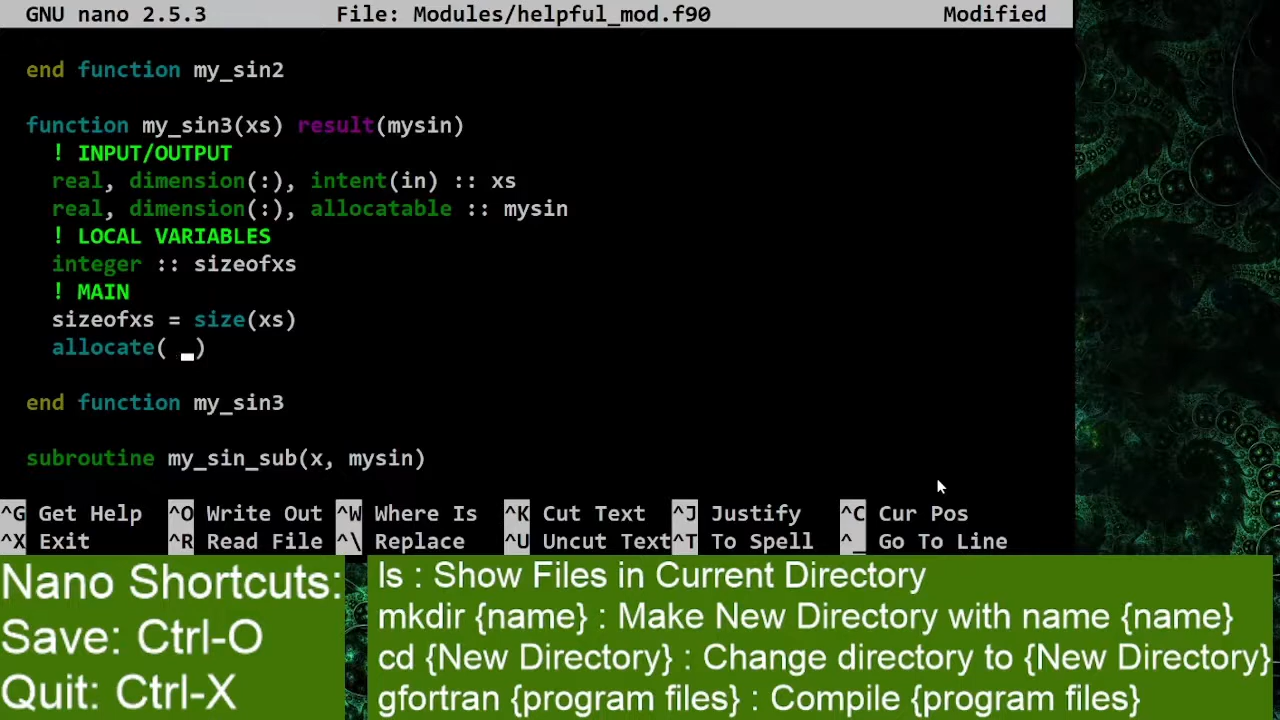 GNU nano 2.5.3 File: Modules/helpful_mod.f90 Modified
end function my_sin2
function my_sin3(xs) result(mysin)
! INPUT/OUTPUT
real, dimension(:), intent(in) :: xs
real, dimension(:), allocatable :: mysin
! LOCAL VARIABLES
integer :: sizeofxs
! MAIN
sizeofxs = size(xs)
allocate( _)
end function my_sin3
subroutine my_sin_sub(x, mysin)
^G Get Help ^O Write Out ^W Where Is ^K Cut Text ^J Justify ^C Cur Pos
^X Exit ^R Read File ^\ Replace ^U Uncut Text ^T To Spell ^_ Go To Line
Nano Shortcuts:
Save: Ctrl-O
Quit: Ctrl-X
ls : Show Files in Current Directory
mkdir {name} : Make New Directory with name {name}
cd {New Directory} : Change directory to {New Directory}
gfortran {program files} : Compile {program files}